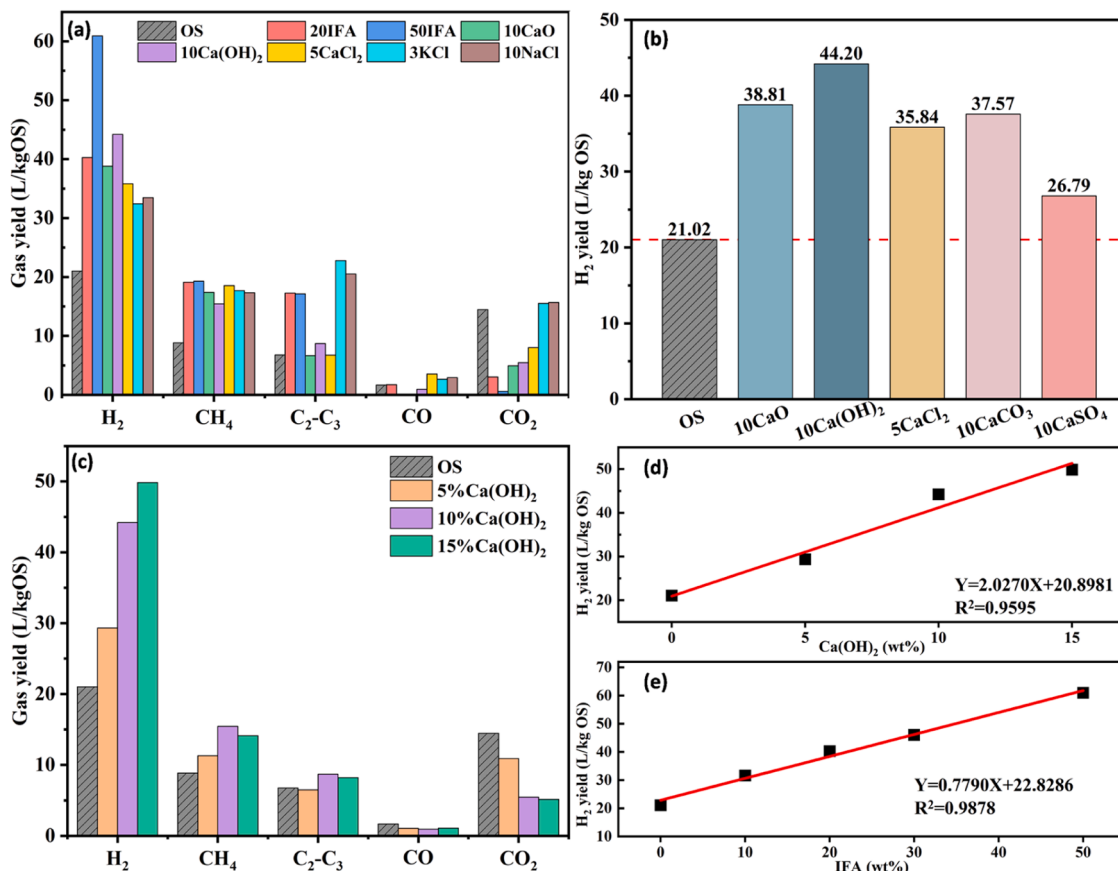 (a)
OS
20IFA
50IFA
10CaO
10Ca(OH)₂
5CaCl₂
3KCl
10NaCl
Gas yield (L/kgOS)
60
50
40
30
20
10
0
H₂
CH₄
C₂-C₃
CO
CO₂
(b)
H₂ yield (L/kg OS)
50
40
30
20
10
0
21.02
38.81
44.20
35.84
37.57
26.79
OS
10CaO
10Ca(OH)₂
5CaCl₂
10CaCO₃
10CaSO₄
(c)
OS
5%Ca(OH)₂
10%Ca(OH)₂
15%Ca(OH)₂
Gas yield (L/kgOS)
50
40
30
20
10
0
H₂
CH₄
C₂-C₃
CO
CO₂
(d)
H₂ yield (L/kg OS)
50
40
30
20
Y=2.0270X+20.8981
R²=0.9595
0
5
10
15
Ca(OH)₂ (wt%)
(e)
H₂ yield (L/kg OS)
70
60
50
40
30
20
10
Y=0.7790X+22.8286
R²=0.9878
0
10
20
30
40
50
IFA (wt%)